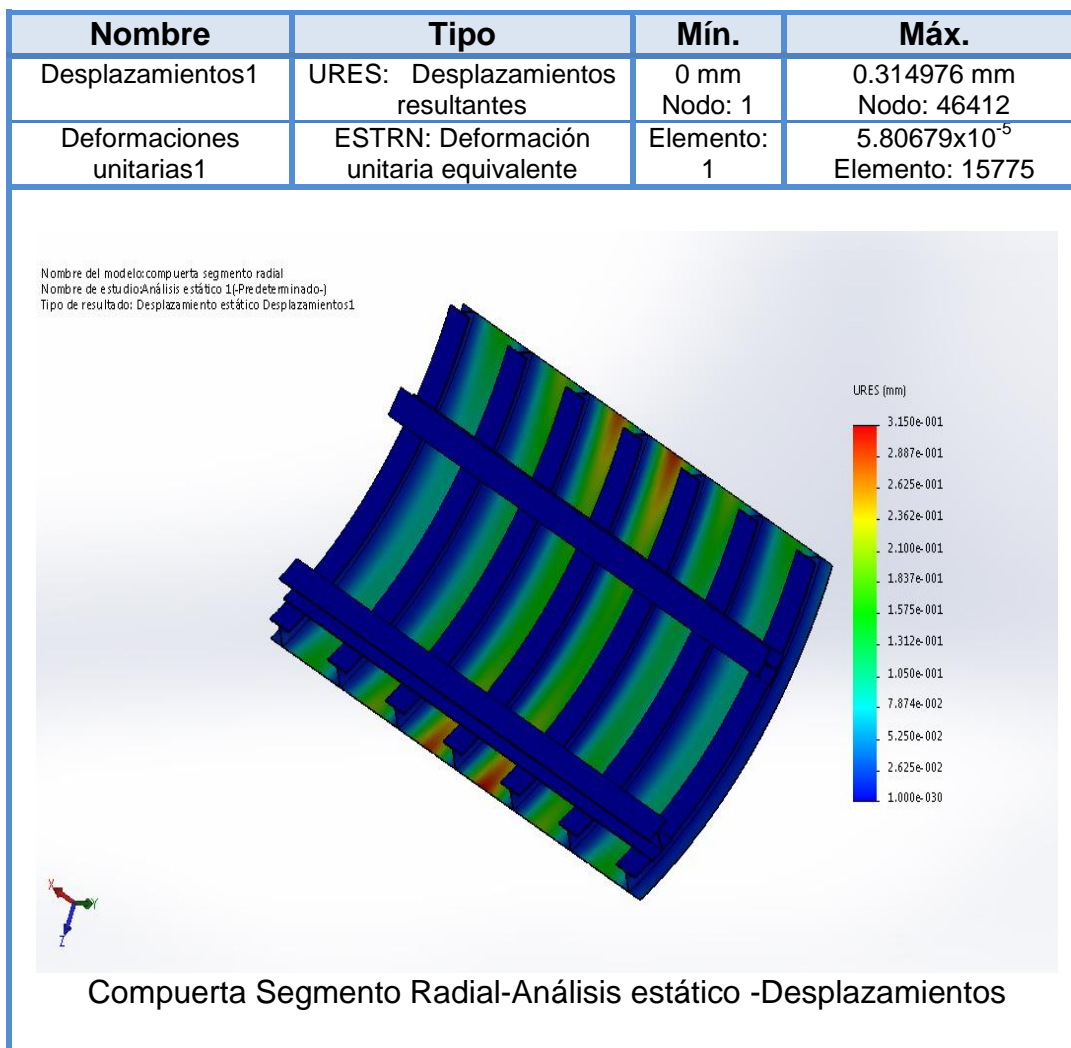 Nombre Tipo Mín. Máx.
Desplazamientos1 URES: Desplazamientos resultantes 0 mm Nodo: 1 0.314976 mm Nodo: 46412
Deformaciones unitarias1 ESTRN: Deformación unitaria equivalente Elemento: 1 5.80679x10⁻⁵ Elemento: 15775
Nombre del modelo:compuerta segmento radial
Nombre de estudio:Análisis estático 1(-Predeterminado-)
Tipo de resultado: Desplazamiento estático Desplazamientos1
URES (mm)
3.150e-001
2.887e-001
2.625e-001
2.362e-001
2.100e-001
1.837e-001
1.575e-001
1.312e-001
1.050e-001
7.874e-002
5.250e-002
2.625e-002
1.000e-030
X
Y
Z
Compuerta Segmento Radial-Análisis estático -Desplazamientos